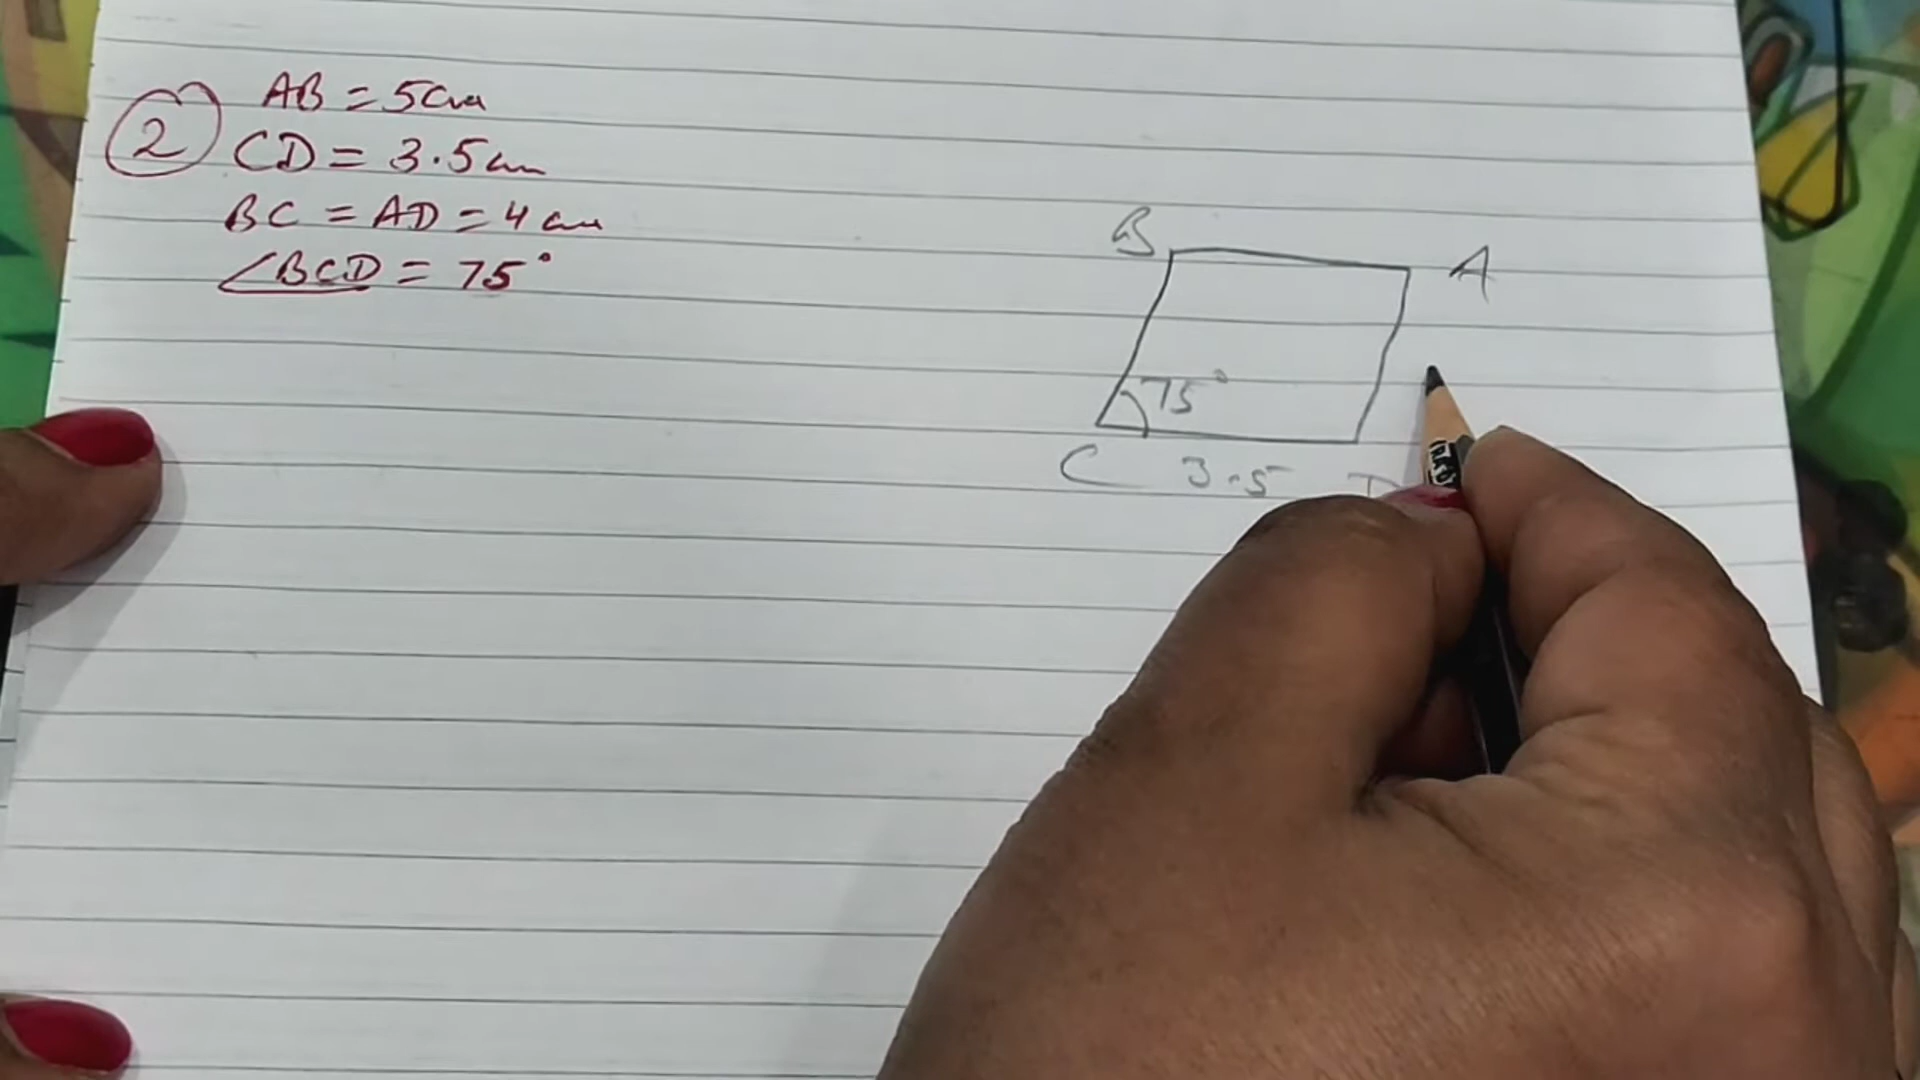 ② AB = 5cm
CD = 3.5cm
BC = AD = 4cm
∠BCD = 75°
B
A
75°
C 3.5 D